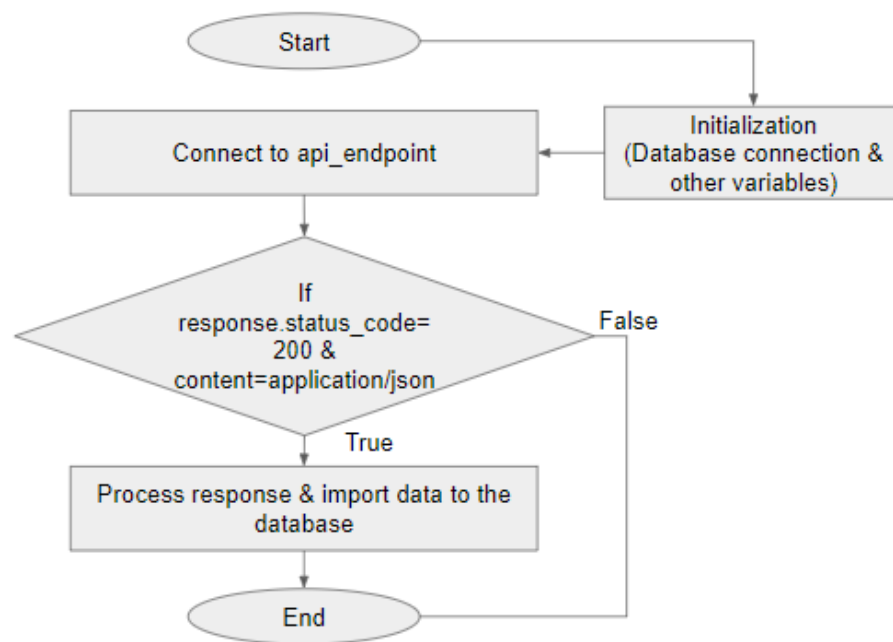 Start
Initialization
(Database connection &
other variables)
Connect to api_endpoint
If
response.status_code=
200 &
content=application/json
False
True
Process response & import data to the
database
End